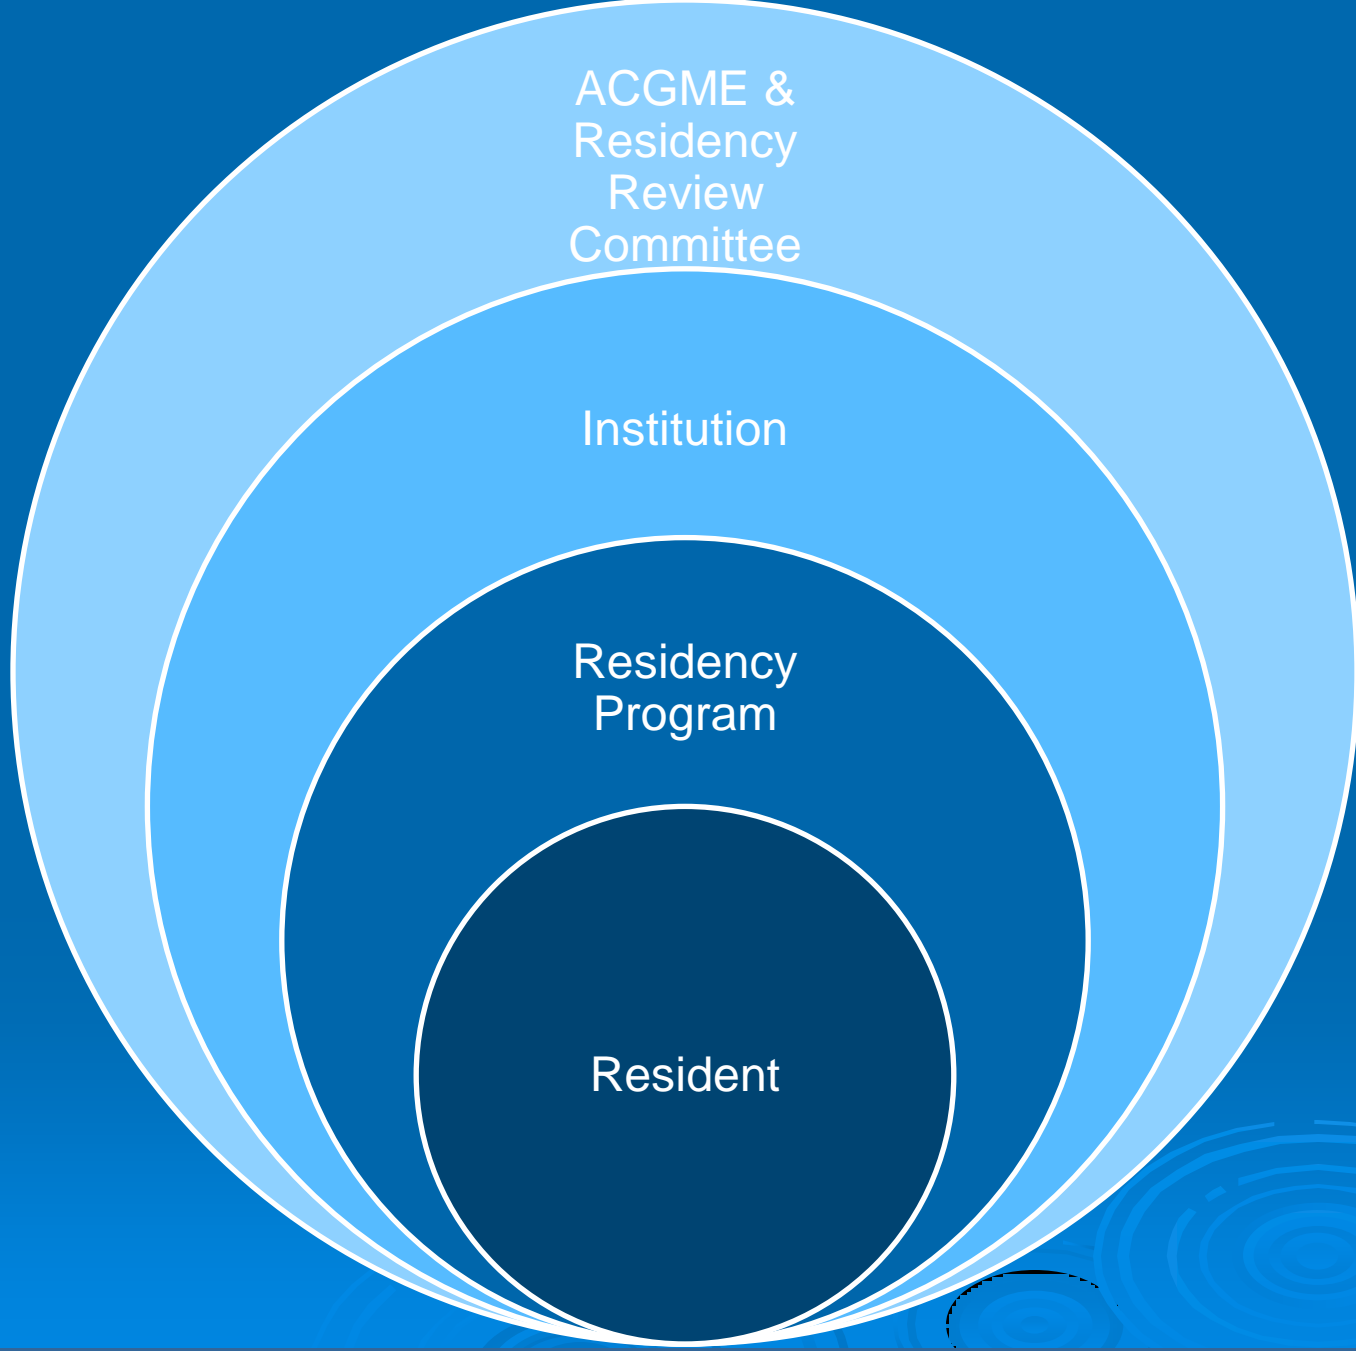 ACGME &
Residency
Review
Committee
Institution
Residency
Program
Resident